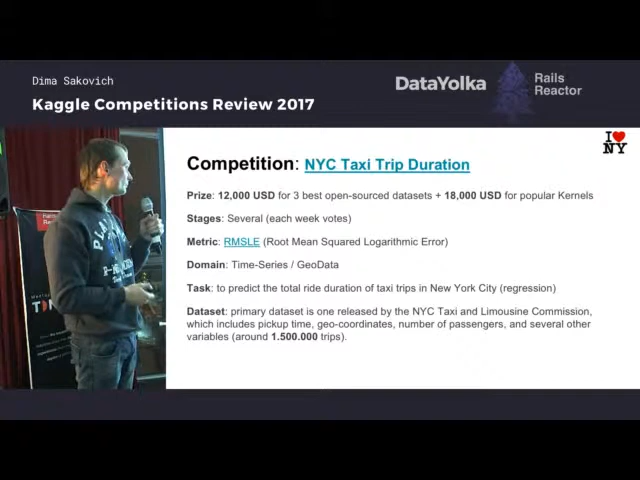 Dima Sakovich
Kaggle Competitions Review 2017
DataYolka
Rails
Reactor
I
NY
Competition: NYC Taxi Trip Duration
Prize: 12,000 USD for 3 best open-sourced datasets + 18,000 USD for popular Kernels
Stages: Several (each week votes)
Metric: RMSLE (Root Mean Squared Logarithmic Error)
Domain: Time-Series / GeoData
Task: to predict the total ride duration of taxi trips in New York City (regression)
Dataset: primary dataset is one released by the NYC Taxi and Limousine Commission,
which includes pickup time, geo-coordinates, number of passengers, and several other
variables (around 1.500.000 trips).